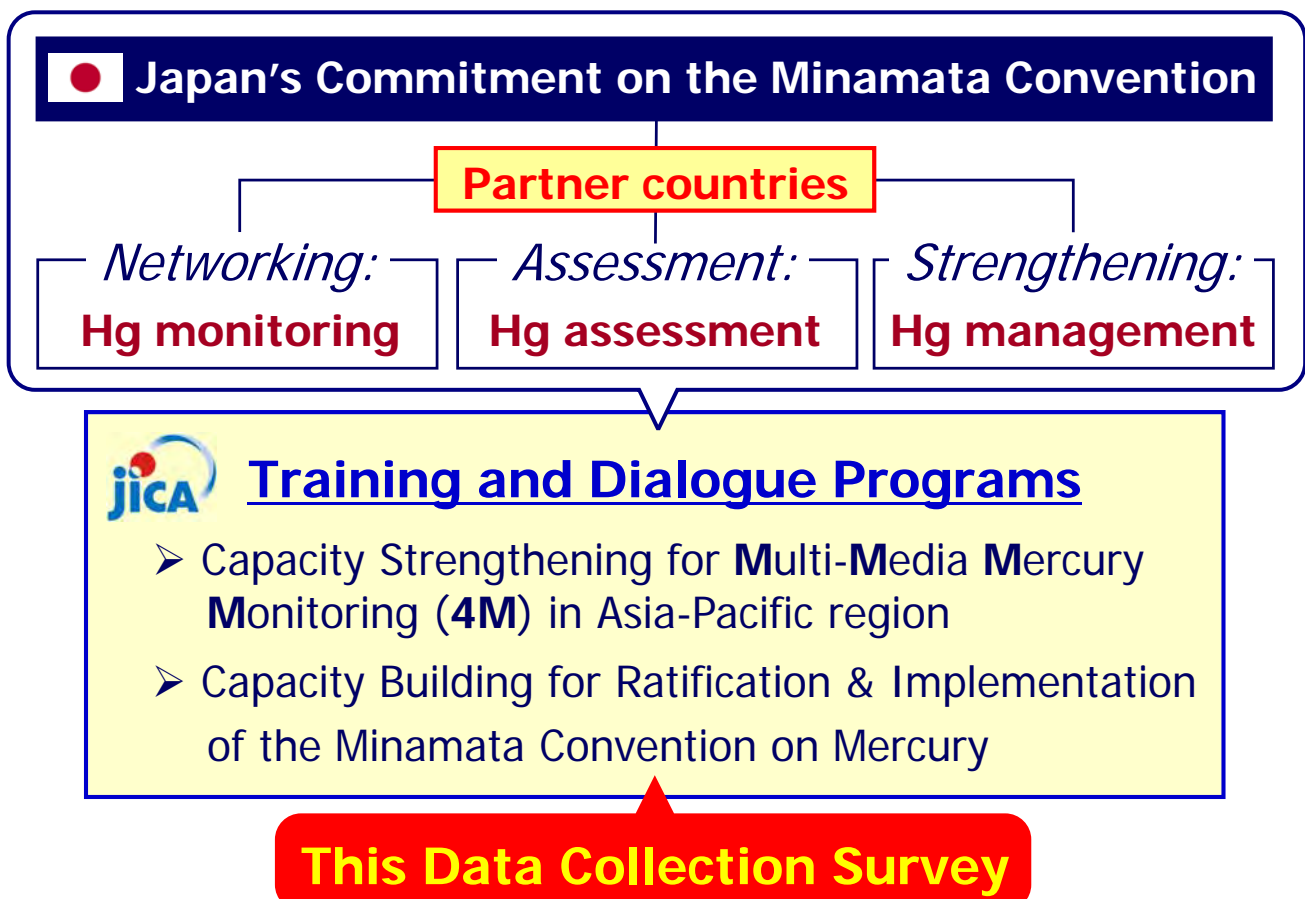 Japan's Commitment on the Minamata Convention
Partner countries
Networking:
Hg monitoring
Assessment:
Hg assessment
Strengthening:
Hg management
jica
Training and Dialogue Programs
➢ Capacity Strengthening for Multi-Media Mercury
Monitoring (4M) in Asia-Pacific region
➢ Capacity Building for Ratification & Implementation
of the Minamata Convention on Mercury
This Data Collection Survey